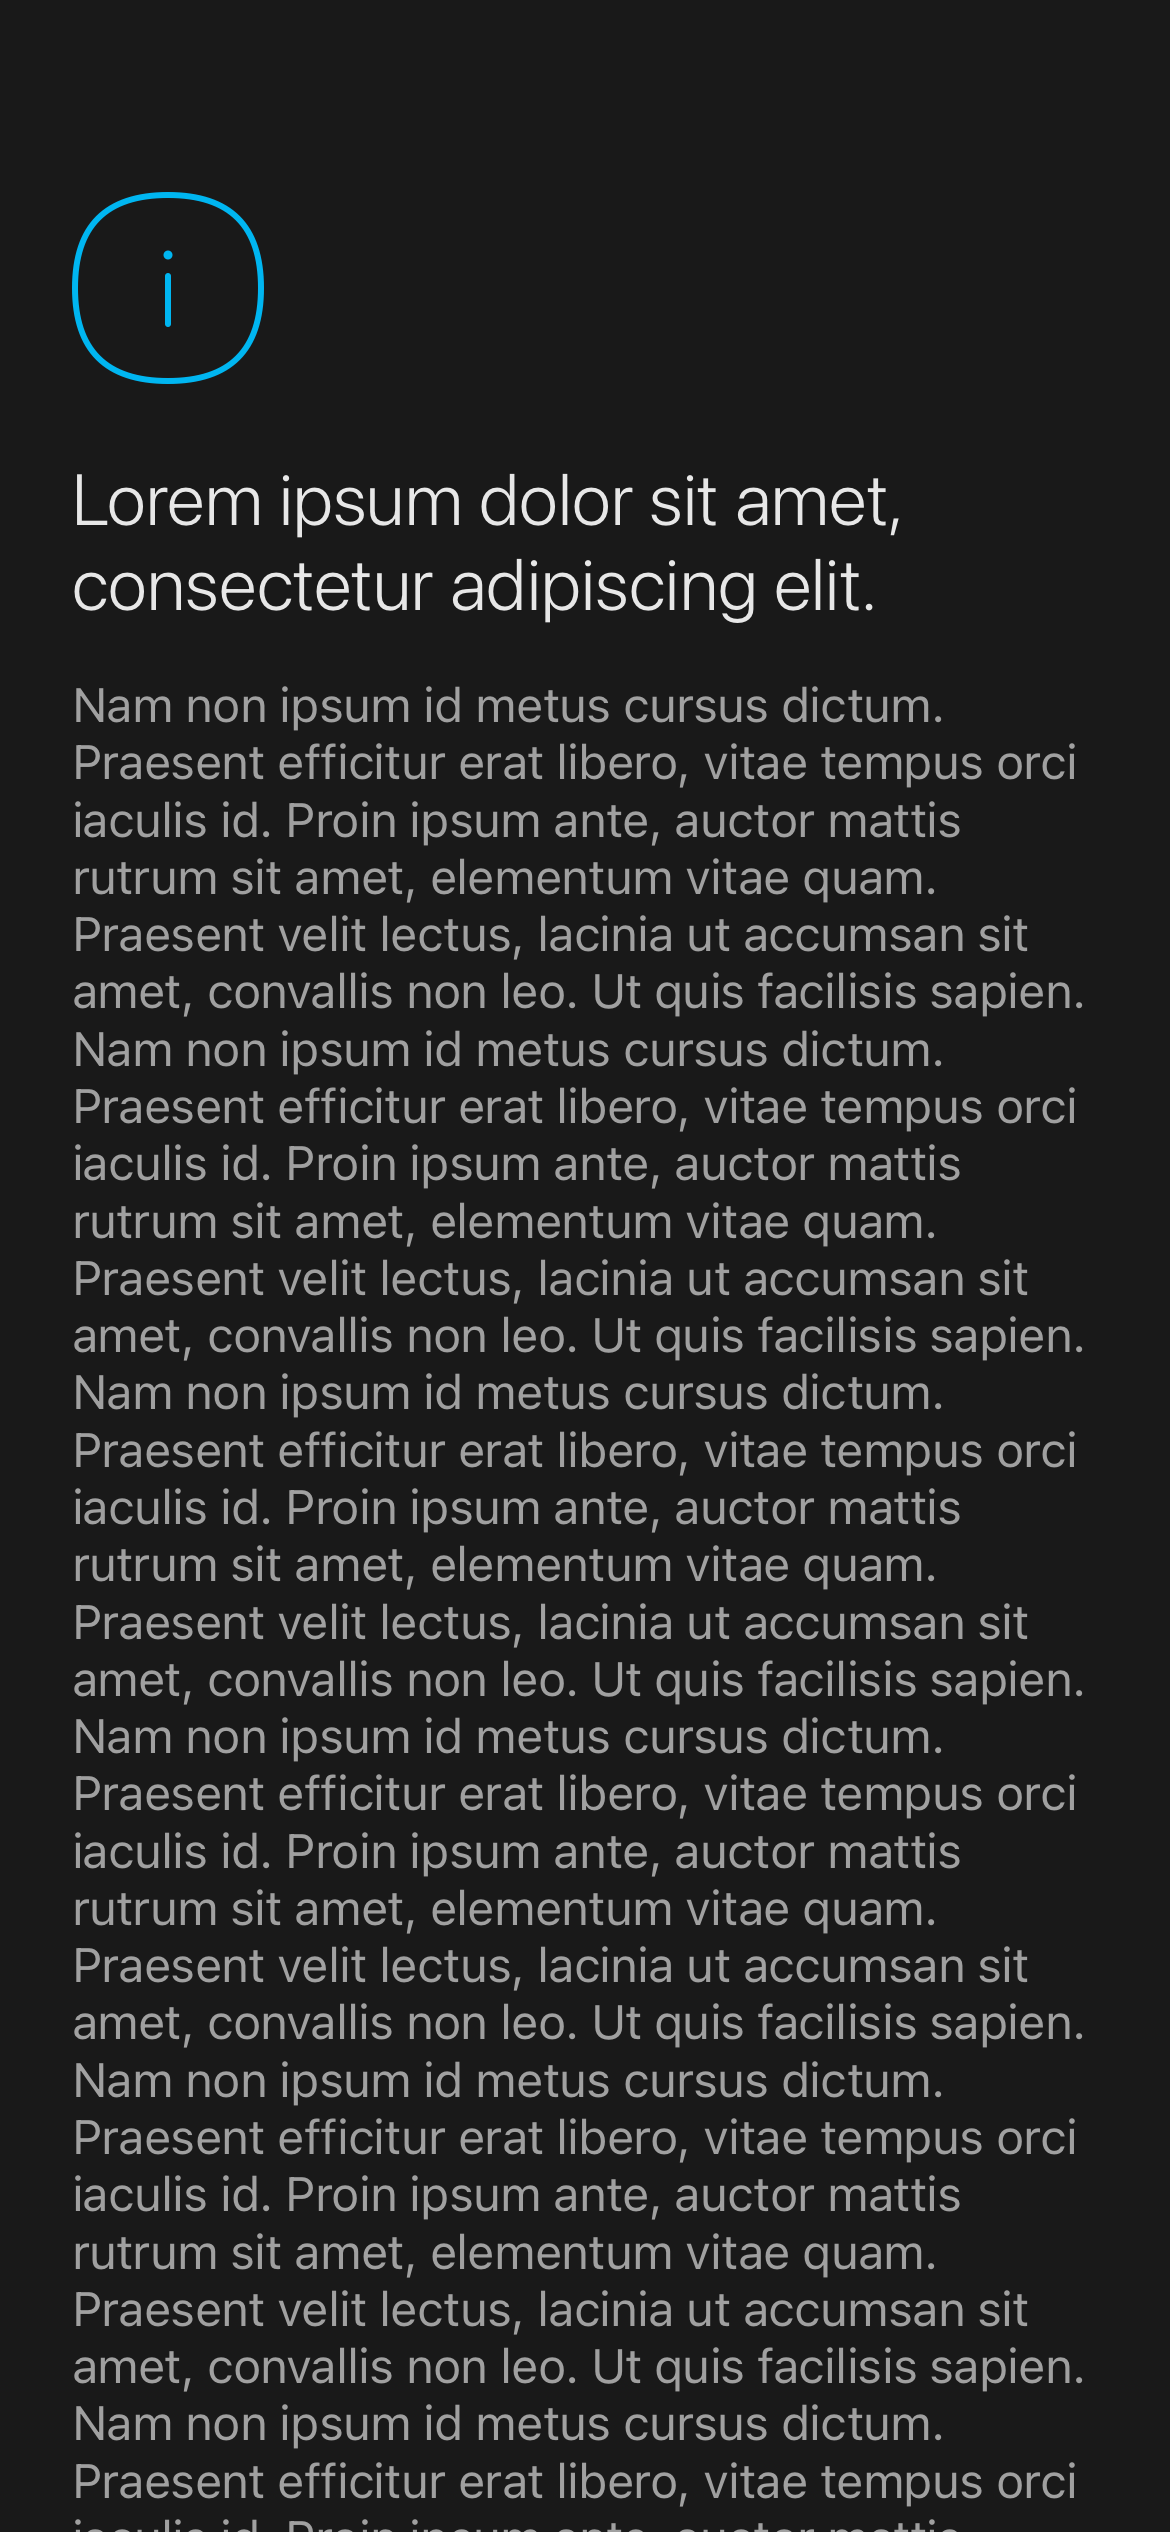 i
Lorem ipsum dolor sit amet,
consectetur adipiscing elit.
Nam non ipsum id metus cursus dictum.
Praesent efficitur erat libero, vitae tempus orci
iaculis id. Proin ipsum ante, auctor mattis
rutrum sit amet, elementum vitae quam.
Praesent velit lectus, lacinia ut accumsan sit
amet, convallis non leo. Ut quis facilisis sapien.
Nam non ipsum id metus cursus dictum.
Praesent efficitur erat libero, vitae tempus orci
iaculis id. Proin ipsum ante, auctor mattis
rutrum sit amet, elementum vitae quam.
Praesent velit lectus, lacinia ut accumsan sit
amet, convallis non leo. Ut quis facilisis sapien.
Nam non ipsum id metus cursus dictum.
Praesent efficitur erat libero, vitae tempus orci
iaculis id. Proin ipsum ante, auctor mattis
rutrum sit amet, elementum vitae quam.
Praesent velit lectus, lacinia ut accumsan sit
amet, convallis non leo. Ut quis facilisis sapien.
Nam non ipsum id metus cursus dictum.
Praesent efficitur erat libero, vitae tempus orci
iaculis id. Proin ipsum ante, auctor mattis
rutrum sit amet, elementum vitae quam.
Praesent velit lectus, lacinia ut accumsan sit
amet, convallis non leo. Ut quis facilisis sapien.
Nam non ipsum id metus cursus dictum.
Praesent efficitur erat libero, vitae tempus orci
iaculis id. Proin ipsum ante, auctor mattis
rutrum sit amet, elementum vitae quam.
Praesent velit lectus, lacinia ut accumsan sit
amet, convallis non leo. Ut quis facilisis sapien.
Nam non ipsum id metus cursus dictum.
Praesent efficitur erat libero, vitae tempus orci